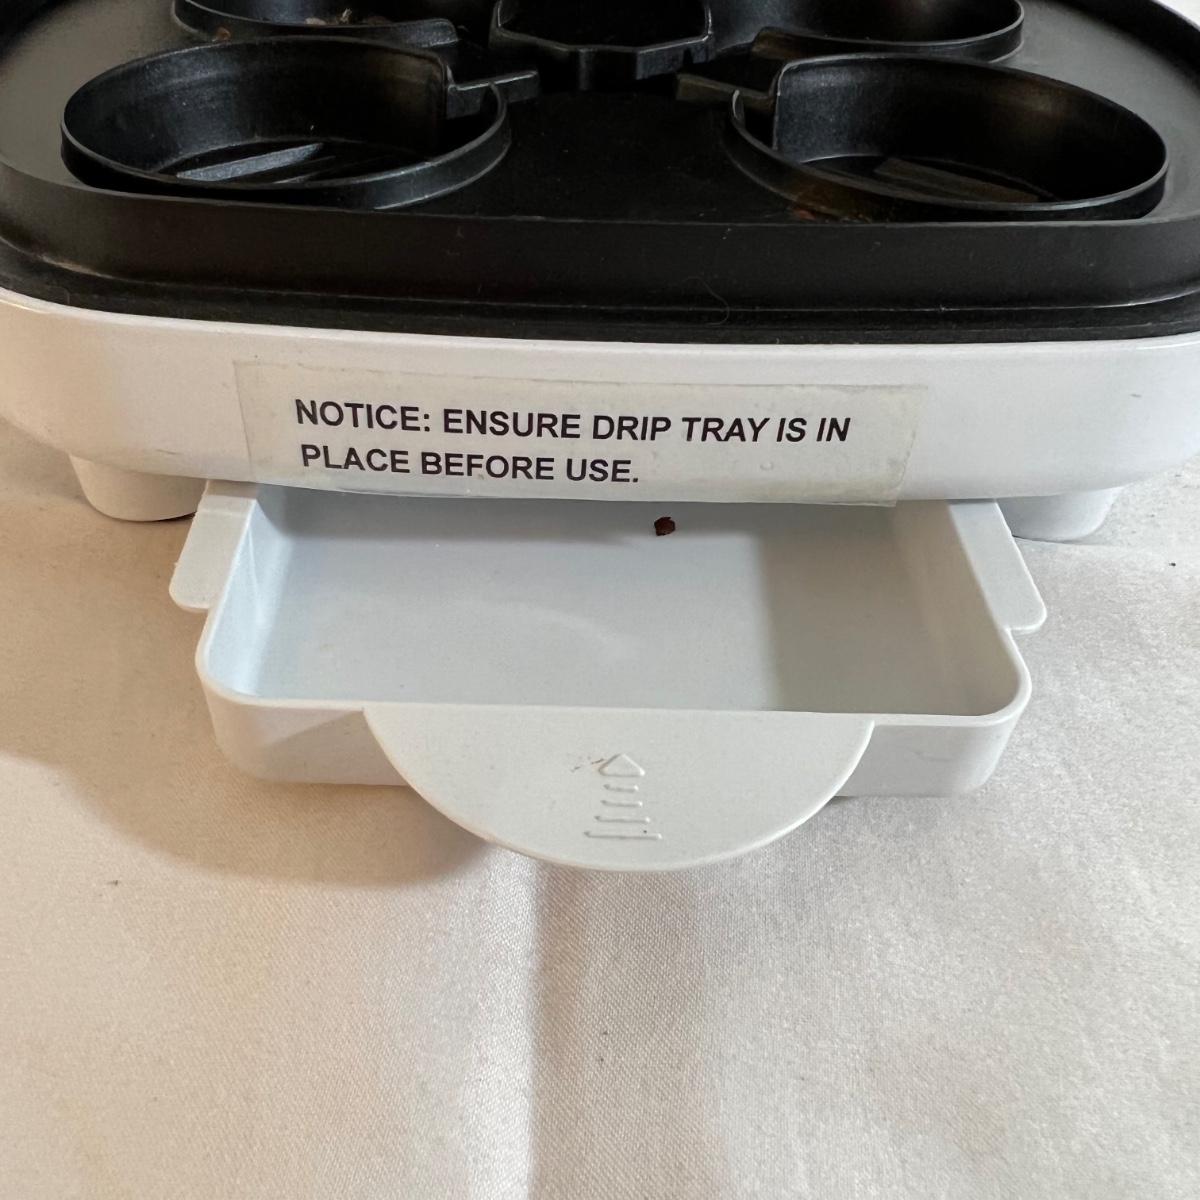 NOTICE: ENSURE DRIP TRAY IS IN
PLACE BEFORE USE.